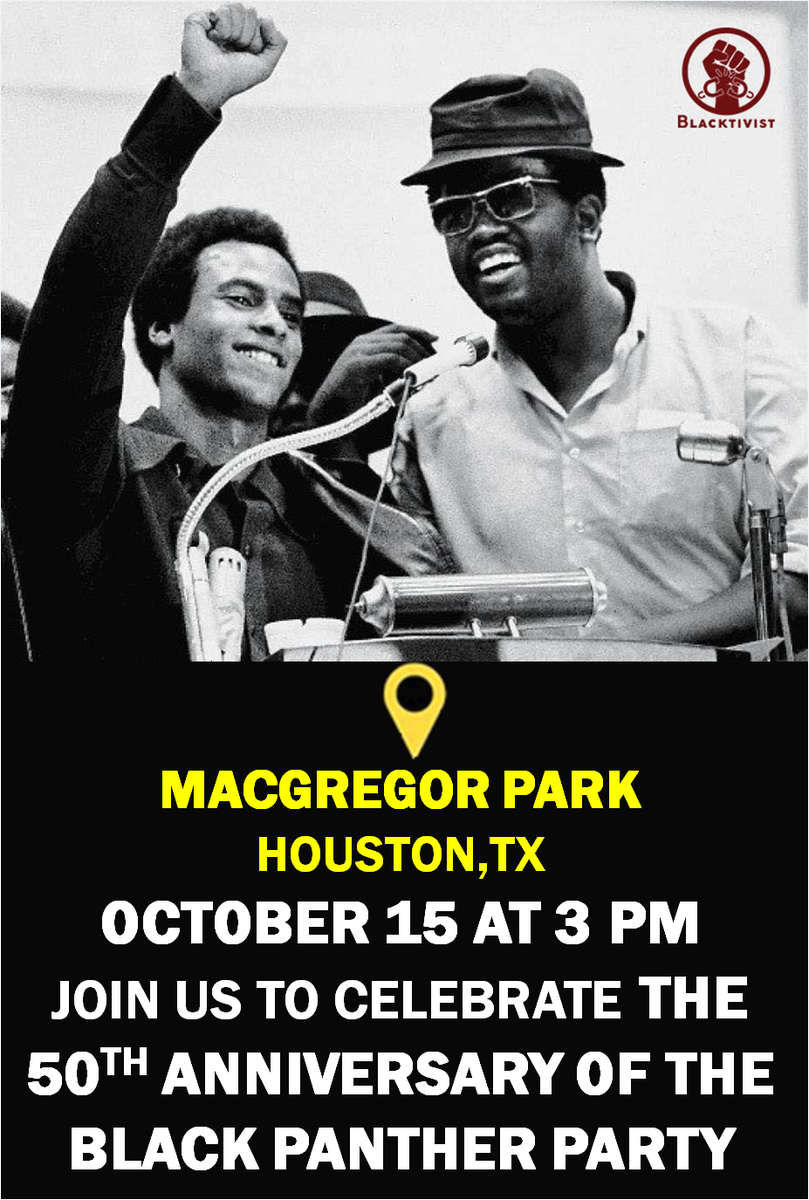 BLACKTIVIST
MACGREGOR PARK
HOUSTON,TX
OCTOBER 15 AT 3 PM
JOIN US TO CELEBRATE THE
50TH ANNIVERSARY OF THE
BLACK PANTHER PARTY